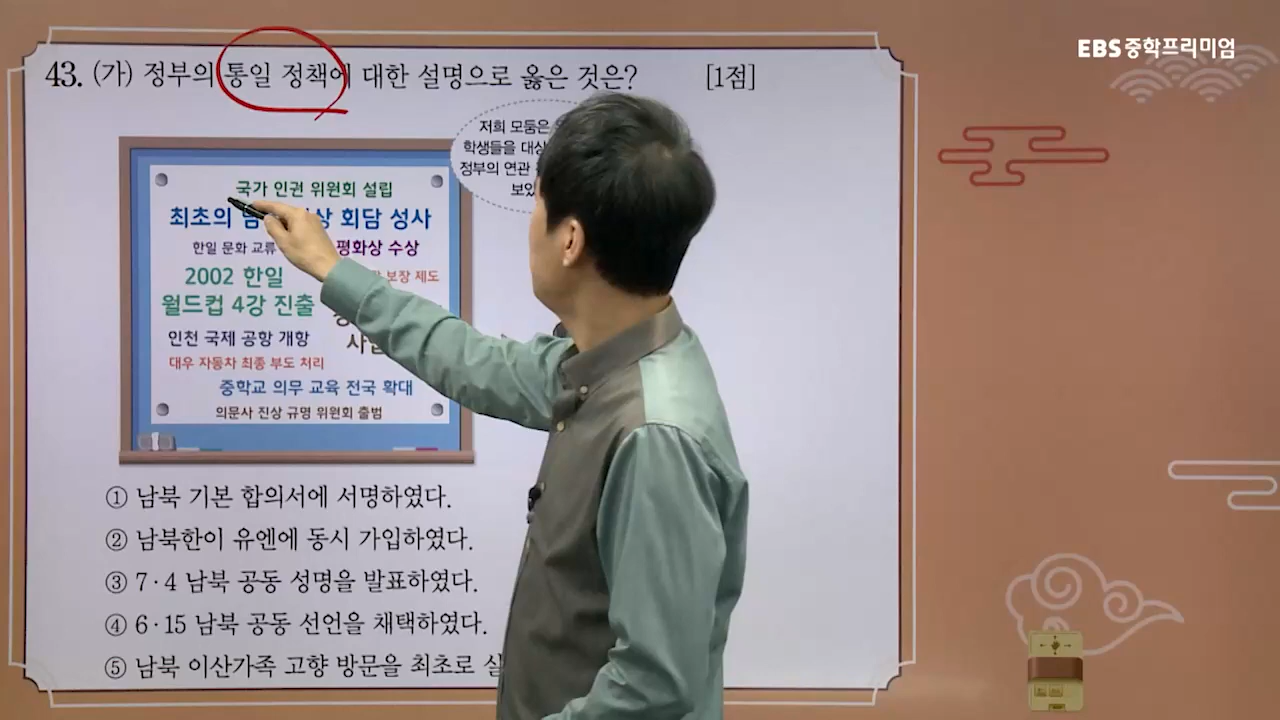 EBS 중학프리미엄
43. (가) 정부의 통일 정책에 대한 설명으로 옳은 것은? [1점]
저희 모둠은
학생들을 대상
정부의 연관
보았
국가 인권 위원회 설립
최초의 상 회담 성사
한일 문화 교류 평화상 수상
2002 한일 보장 제도
월드컵 4강 진출
인천 국제 공항 개항
대우 자동차 최종 부도 처리
중학교 의무 교육 전국 확대
의문사 진상 규명 위원회 출범
① 남북 기본 합의서에 서명하였다.
② 남북한이 유엔에 동시 가입하였다.
③ 7·4 남북 공동 성명을 발표하였다.
④ 6·15 남북 공동 선언을 채택하였다.
⑤ 남북 이산가족 고향 방문을 최초로 실